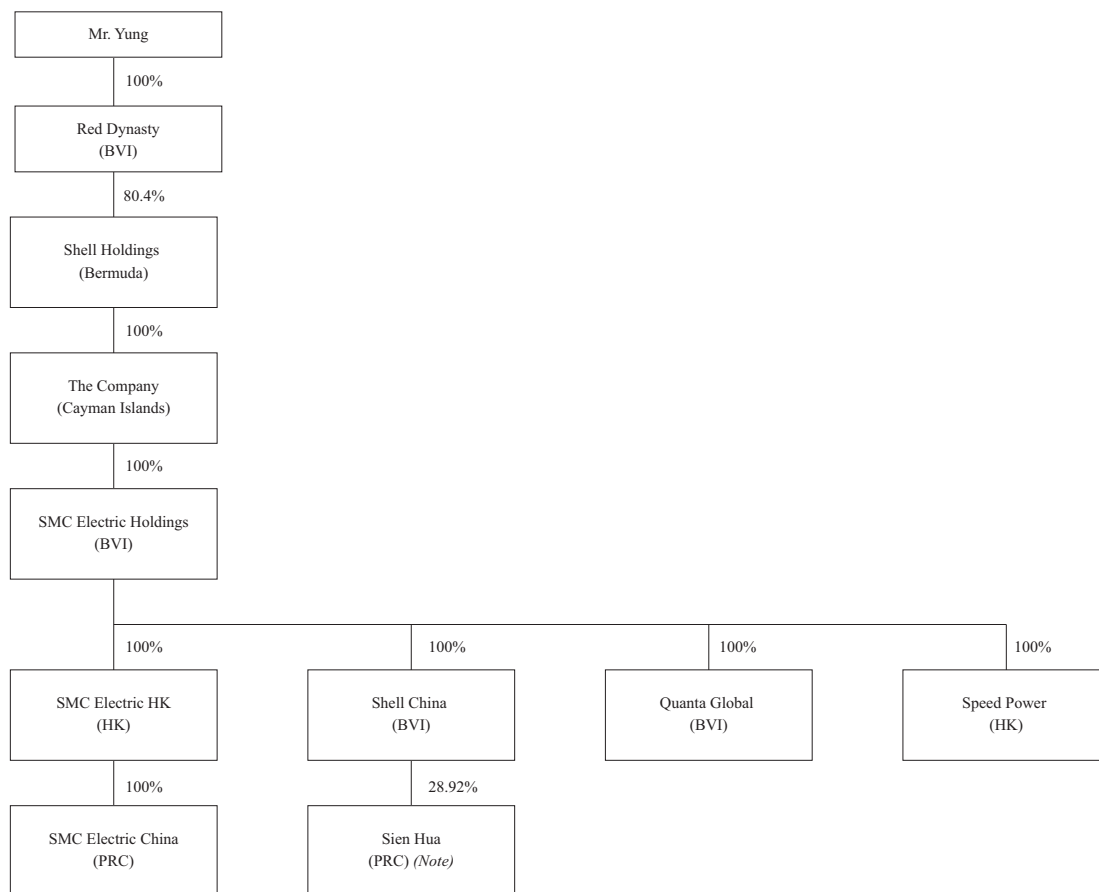 Mr. Yung
100%
Red Dynasty
(BVI)
80.4%
Shell Holdings
(Bermuda)
100%
The Company
(Cayman Islands)
100%
SMC Electric Holdings
(BVI)
100%
100%
100%
100%
SMC Electric HK
(HK)
Shell China
(BVI)
Quanta Global
(BVI)
Speed Power
(HK)
100%
28.92%
SMC Electric China
(PRC)
Sien Hua
(PRC) (Note)